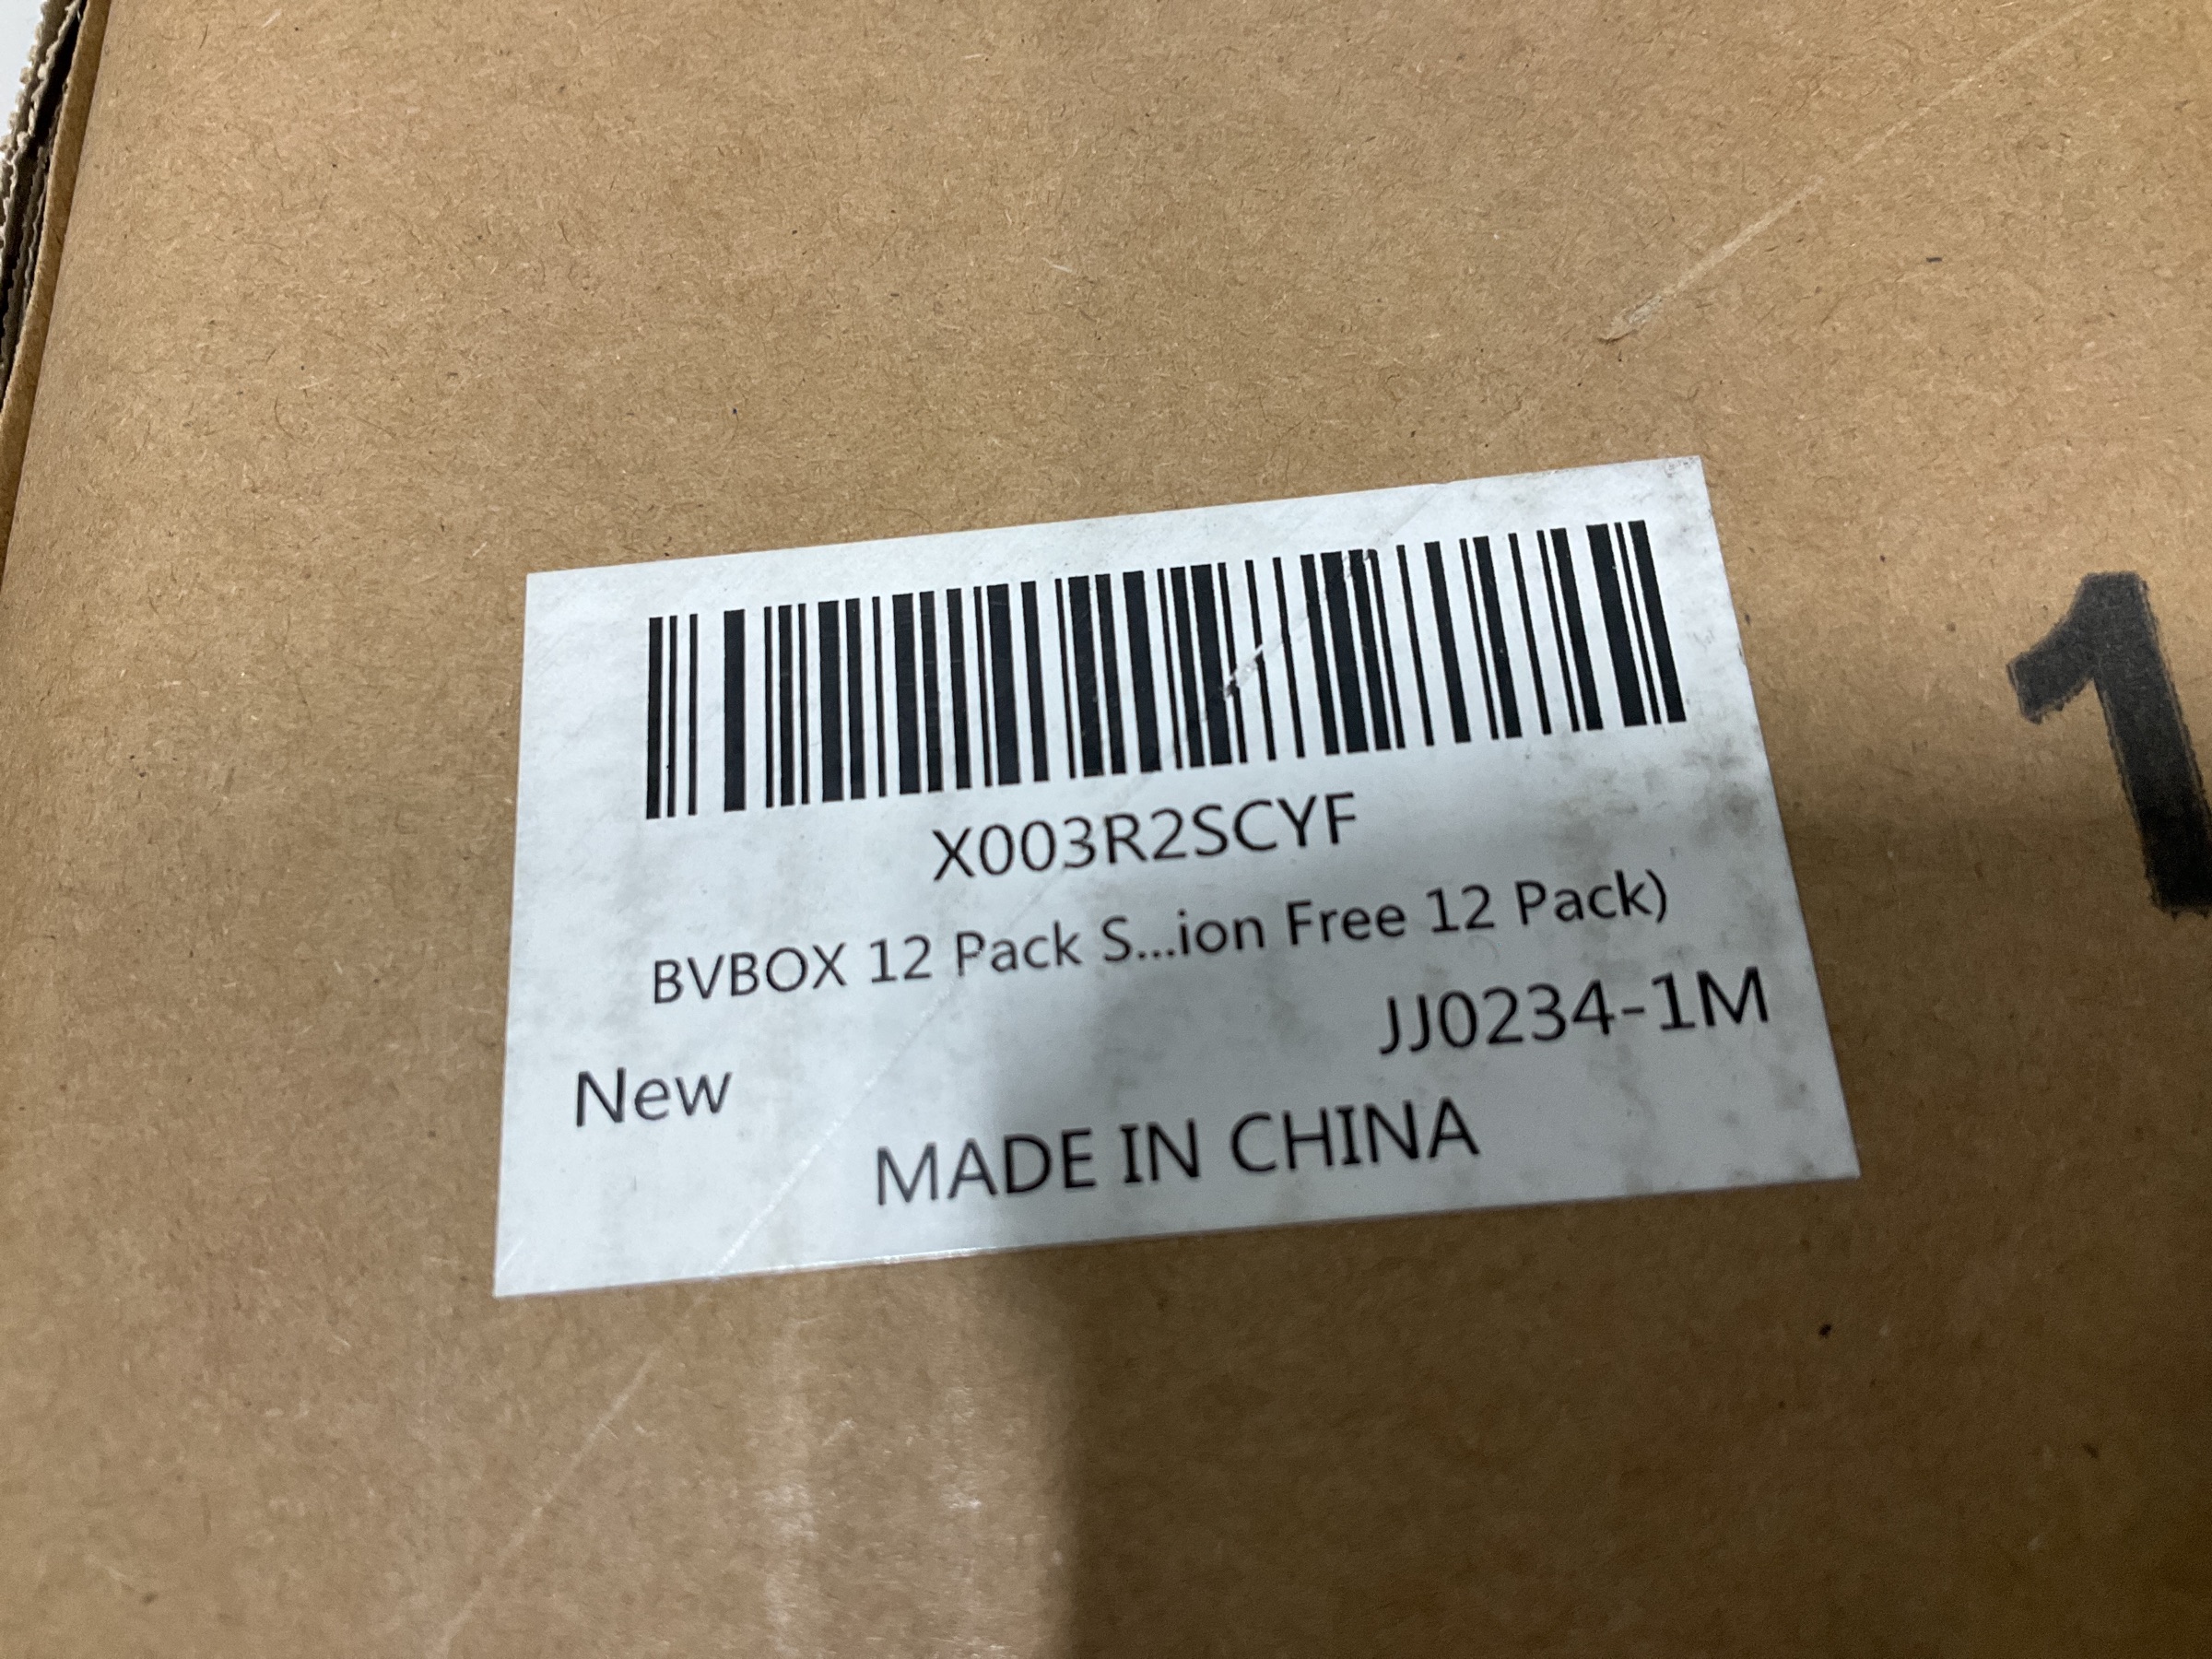 X003R2SCYF
BVBOX 12 Pack S...ion Free 12 Pack)
JJ0234-1M
New
MADE IN CHINA
1